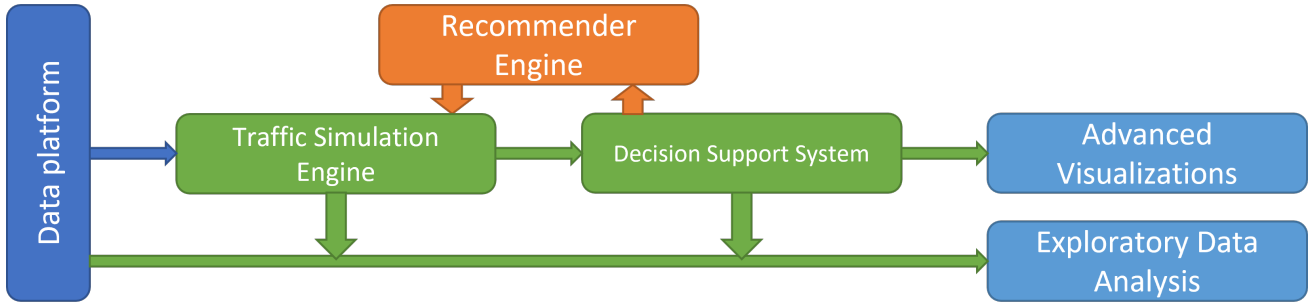 Data platform
Recommender
Engine
Traffic Simulation
Engine
Decision Support System
Advanced
Visualizations
Exploratory Data
Analysis